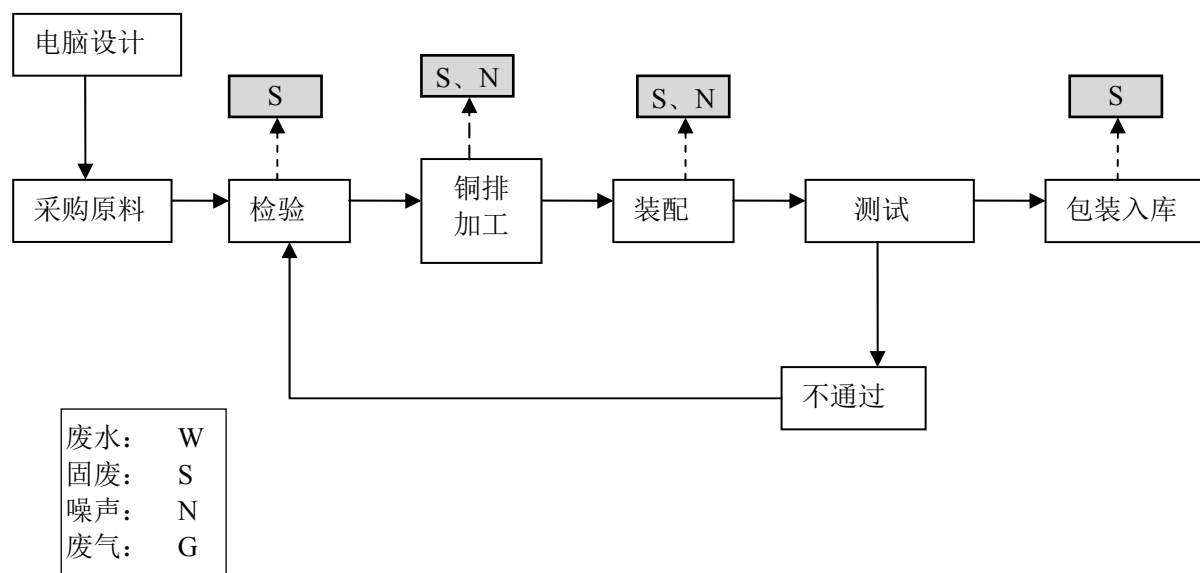 电脑设计
S
S、N
S、N
S
采购原料
检验
铜排
加工
装配
测试
包装入库
不通过
废水： W
固废： S
噪声： N
废气： G